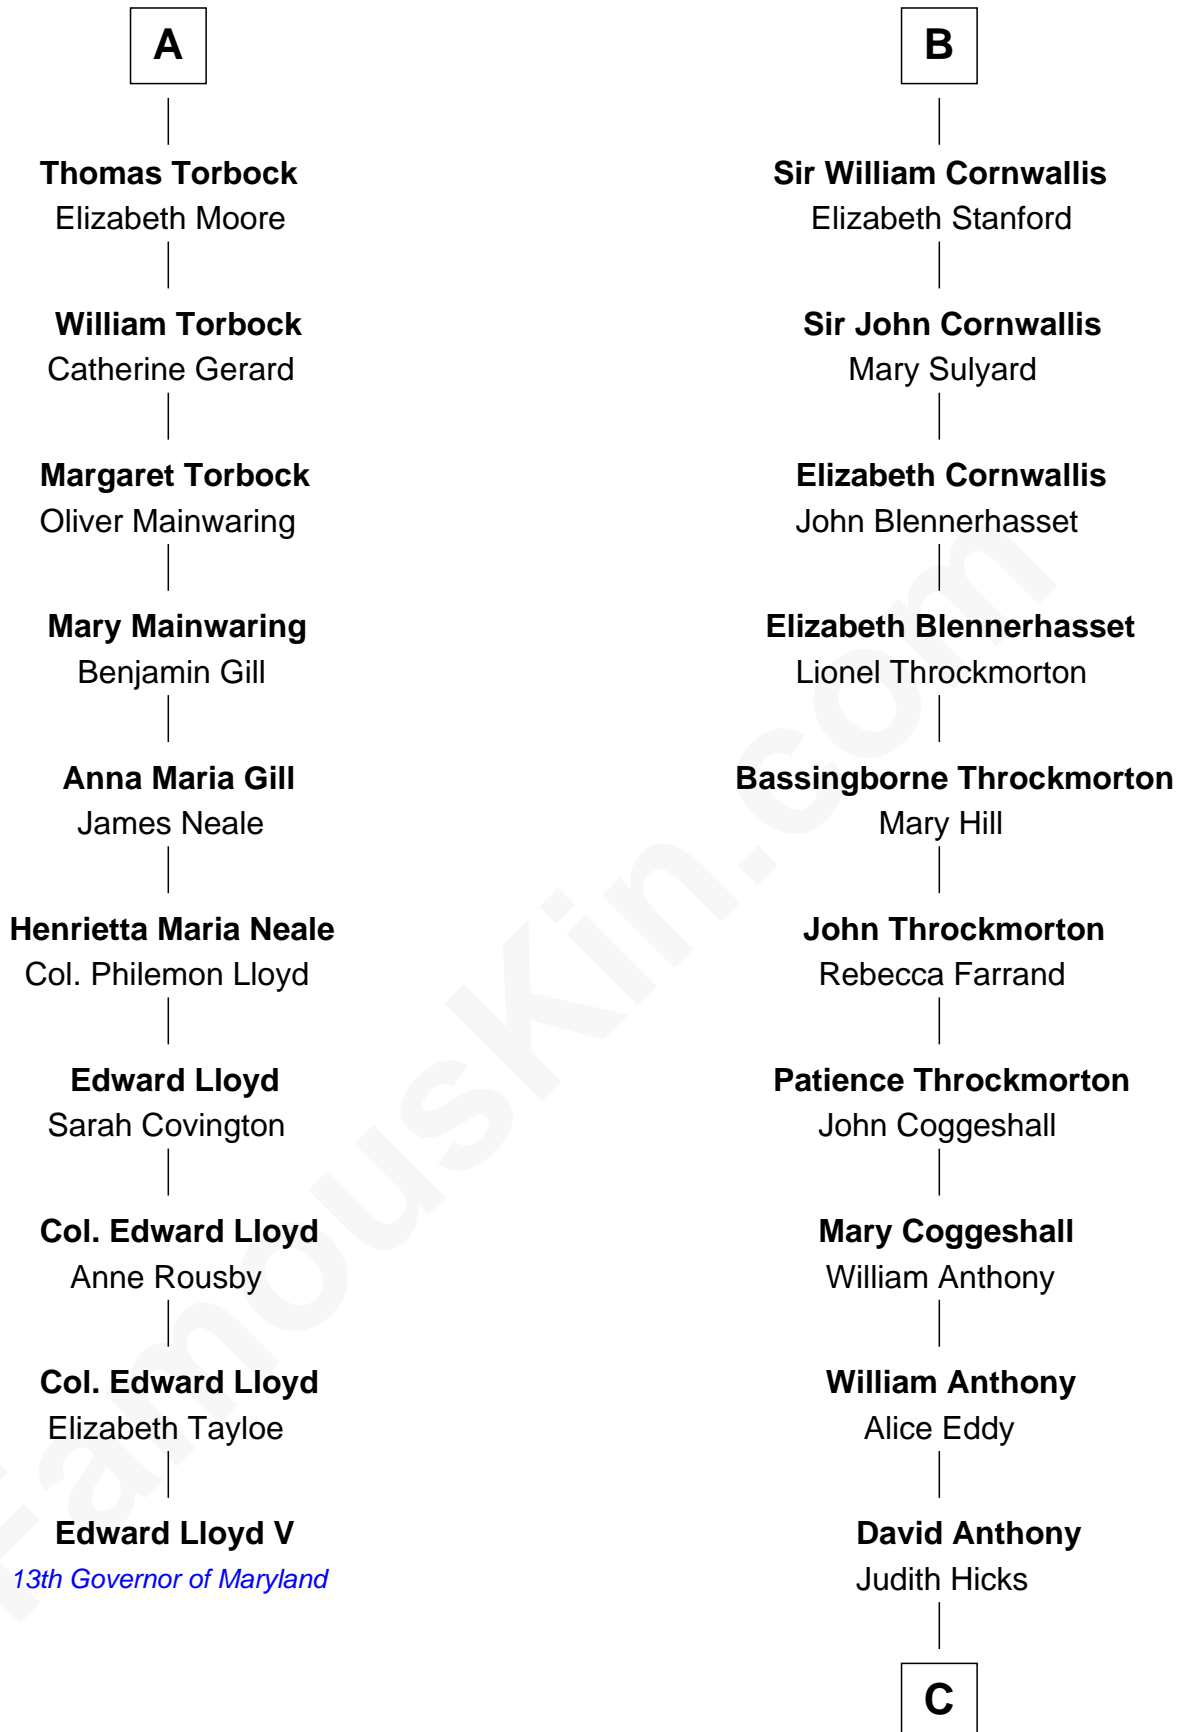 A
Thomas Torbock
Elizabeth Moore
William Torbock
Catherine Gerard
Margaret Torbock
Oliver Mainwaring
Mary Mainwaring
Benjamin Gill
Anna Maria Gill
James Neale
Henrietta Maria Neale
Col. Philemon Lloyd
Edward Lloyd
Sarah Covington
Col. Edward Lloyd
Anne Rousby
Col. Edward Lloyd
Elizabeth Tayloe
Edward Lloyd V
13th Governor of Maryland
B
Sir William Cornwallis
Elizabeth Stanford
Sir John Cornwallis
Mary Sulyard
Elizabeth Cornwallis
John Blennerhasset
Elizabeth Blennerhasset
Lionel Throckmorton
Bassingborne Throckmorton
Mary Hill
John Throckmorton
Rebecca Farrand
Patience Throckmorton
John Coggeshall
Mary Coggeshall
William Anthony
William Anthony
Alice Eddy
David Anthony
Judith Hicks
C
FamousKin.com